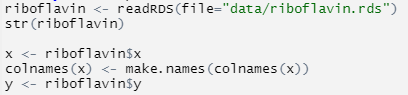 riboflavin <- readRDS(file="data/riboflavin.rds")
str(riboflavin)
x <- riboflavin$x
colnames(x) <- make.names(colnames(x))
y <- riboflavin$y